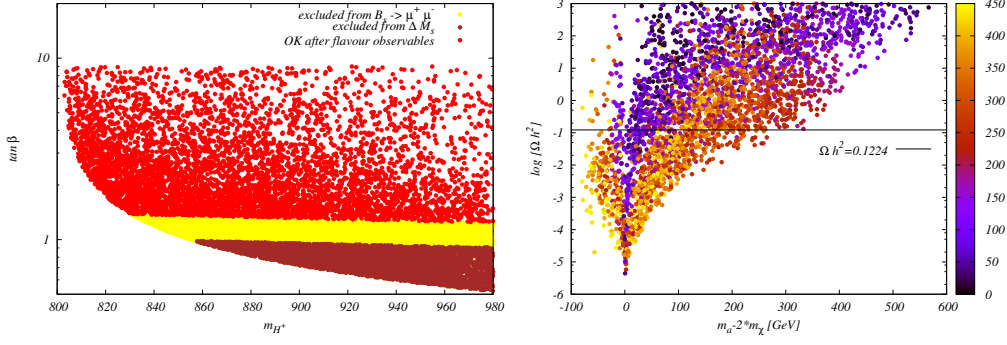 excluded from B_s -> μ⁺ μ⁻
excluded from Δ M_s
OK after flavour observables
10
1
tan β
800 820 840 860 880 900 920 940 960 980
m_H⁺
3
2
1
0
-1
-2
-3
-4
-5
-6
log [Ω h²]
Ω h²=0.1224
-100 0 100 200 300 400 500 600
m_a-2*m_χ [GeV]
450
400
350
300
250
200
150
100
50
0